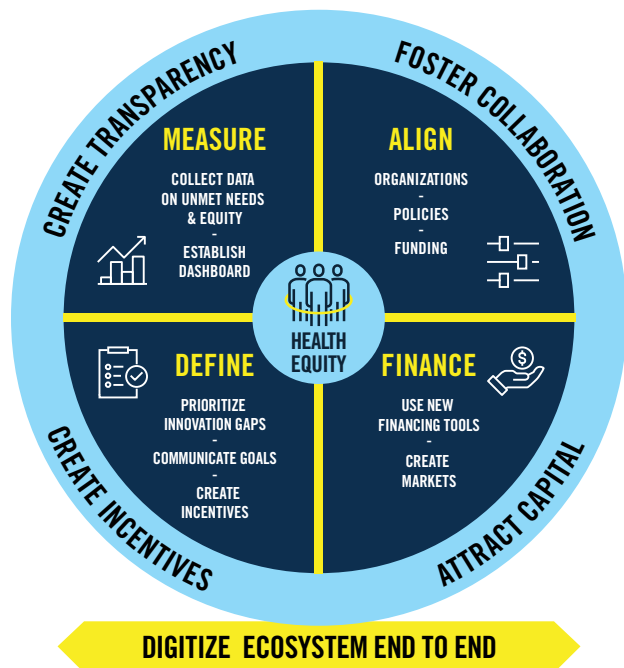 CREATE TRANSPARENCY
FOSTER COLLABORATION
MEASURE
COLLECT DATA
ON UNMET NEEDS
& EQUITY
-
ESTABLISH
DASHBOARD
ALIGN
ORGANIZATIONS
-
POLICIES
-
FUNDING
HEALTH
EQUITY
DEFINE
PRIORITIZE
INNOVATION GAPS
-
COMMUNICATE GOALS
-
CREATE
INCENTIVES
FINANCE
$
USE NEW
FINANCING TOOLS
-
CREATE
MARKETS
CREATE INCENTIVES
ATTRACT CAPITAL
DIGITIZE ECOSYSTEM END TO END